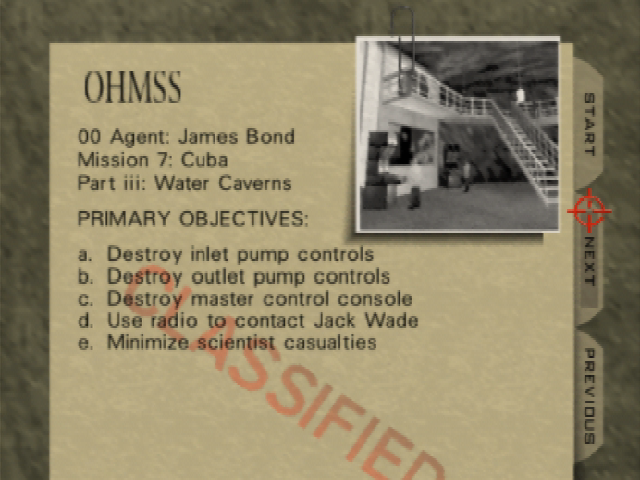 OHMSS
00 Agent: James Bond
Mission 7: Cuba
Part iii: Water Caverns
PRIMARY OBJECTIVES:
a. Destroy inlet pump controls
b. Destroy outlet pump controls
c. Destroy master control console
d. Use radio to contact Jack Wade
e. Minimize scientist casualties
CLASSIFIED
START
NEXT
PREVIOUS